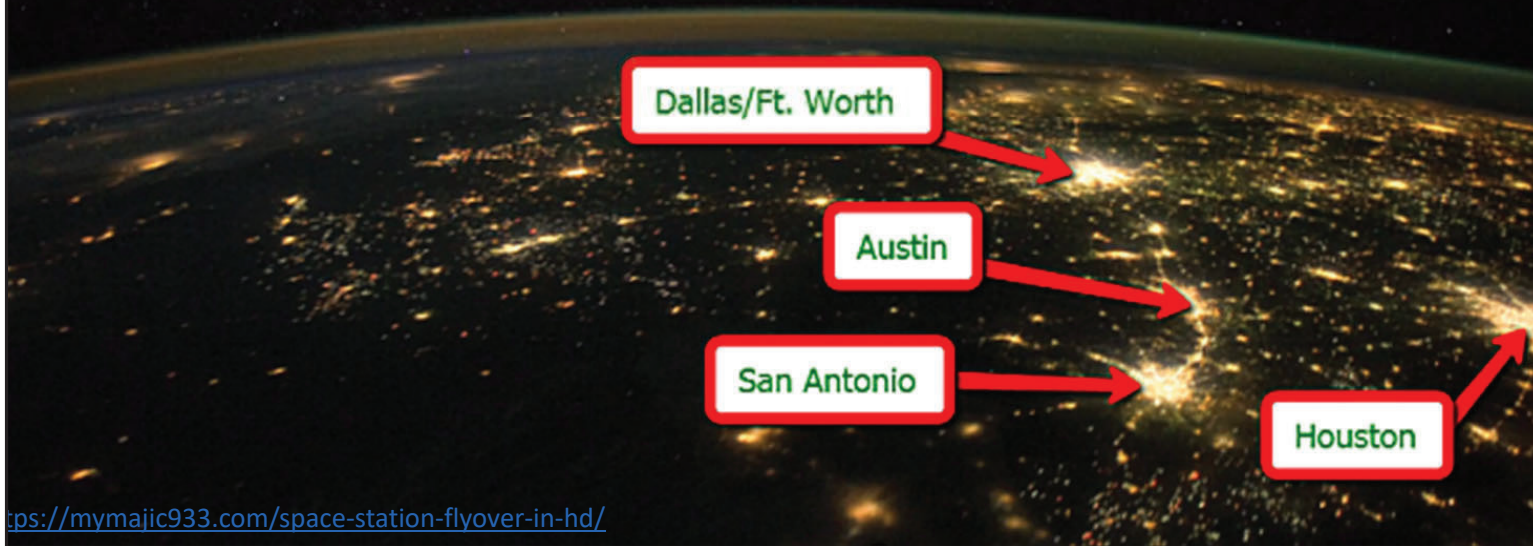 Dallas/Ft. Worth
Austin
San Antonio
Houston
tps://mymajic933.com/space-station-flyover-in-hd/